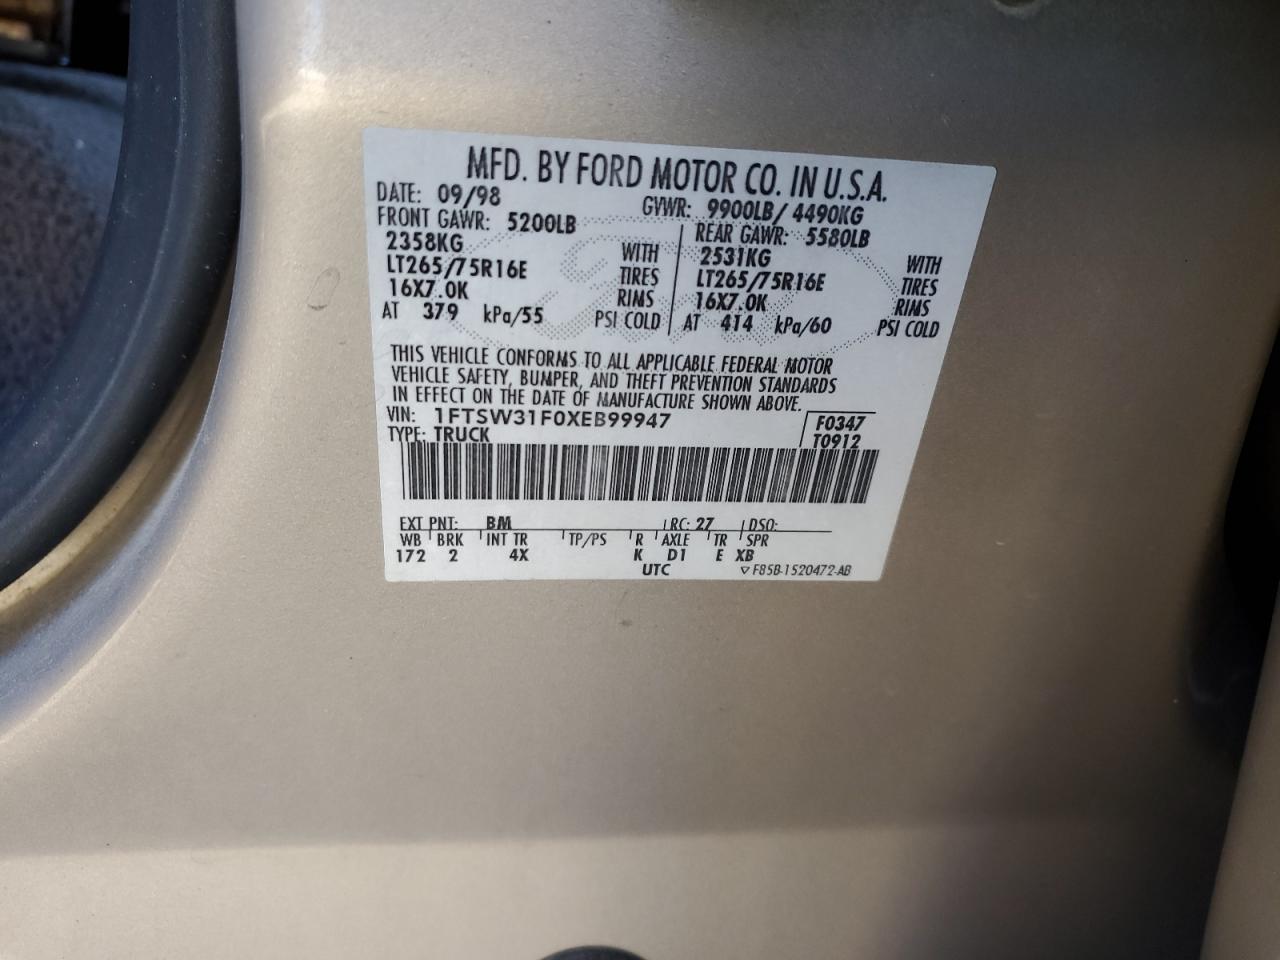 MFD. BY FORD MOTOR CO. IN U.S.A.
DATE: 09/98 GVWR: 9900LB/ 4490KG
FRONT GAWR: 5200LB REAR GAWR: 5580LB
2358KG WITH 2531KG WITH
LT265/75R16E TIRES LT265/75R16E TIRES
16X7.0K RIMS 16X7.0K RIMS
AT 379 kPa/55 PSI COLD AT 414 kPa/60 PSI COLD
THIS VEHICLE CONFORMS TO ALL APPLICABLE FEDERAL MOTOR
VEHICLE SAFETY, BUMPER, AND THEFT PREVENTION STANDARDS
IN EFFECT ON THE DATE OF MANUFACTURE SHOWN ABOVE.
VIN: 1FTSW31F0XEB99947 F0347
TYPE: TRUCK T0912
EXT PNT: BM RC: 27 DSO:
WB BRK INT TR TP/PS R AXLE TR SPR
172 2 4X K D1 E XB
UTC ▽ F85B-1520472-AB